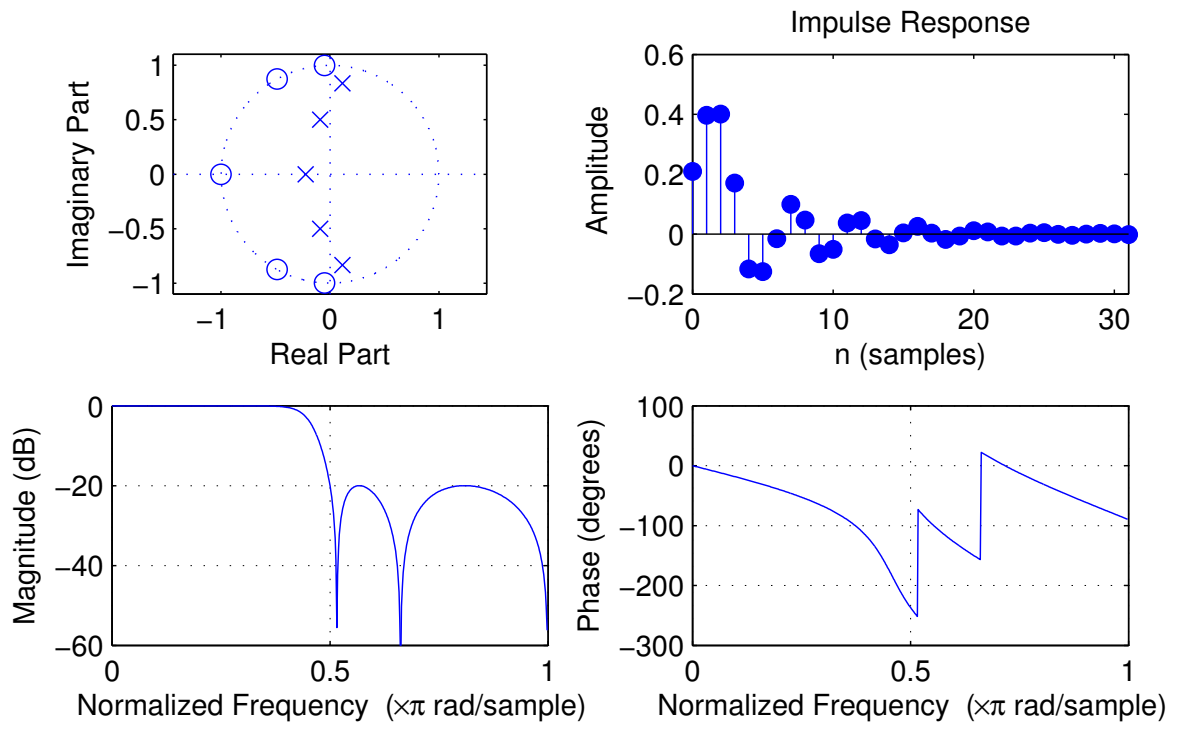 Imaginary Part
1
0.5
0
−0.5
−1
−1 0 1
Real Part
Impulse Response
Amplitude
0.6
0.4
0.2
0
−0.2
0 10 20 30
n (samples)
Magnitude (dB)
0
−20
−40
−60
0 0.5 1
Normalized Frequency (×π rad/sample)
Phase (degrees)
100
0
−100
−200
−300
0 0.5 1
Normalized Frequency (×π rad/sample)